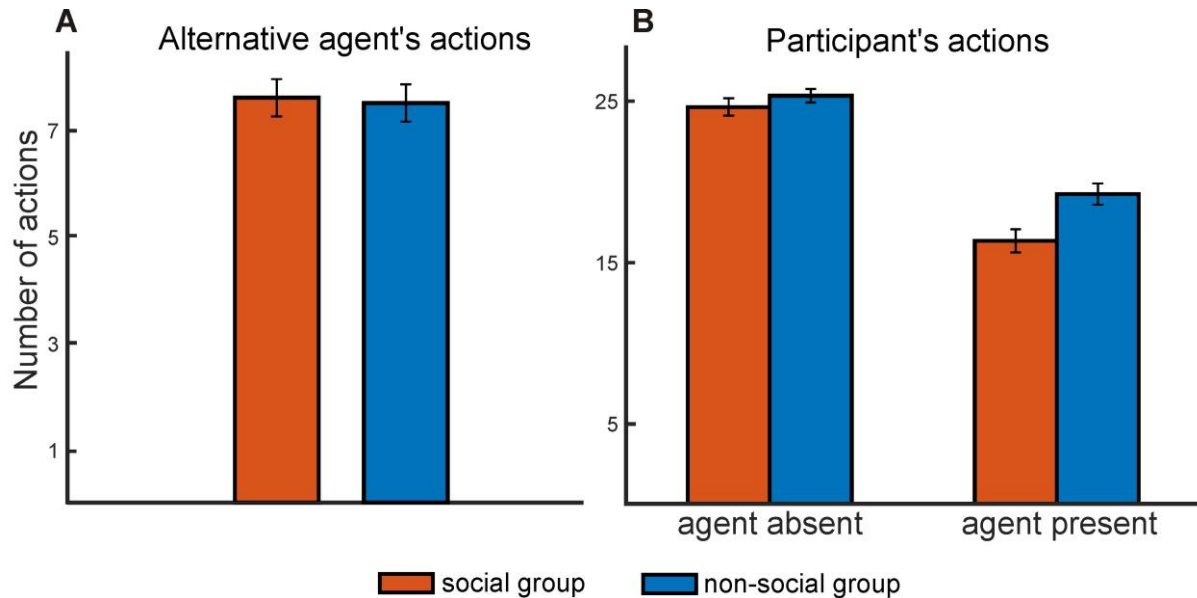 A
Alternative agent's actions
Number of actions
7
5
3
1
B
Participant's actions
25
15
5
agent absent
agent present
social group
non-social group